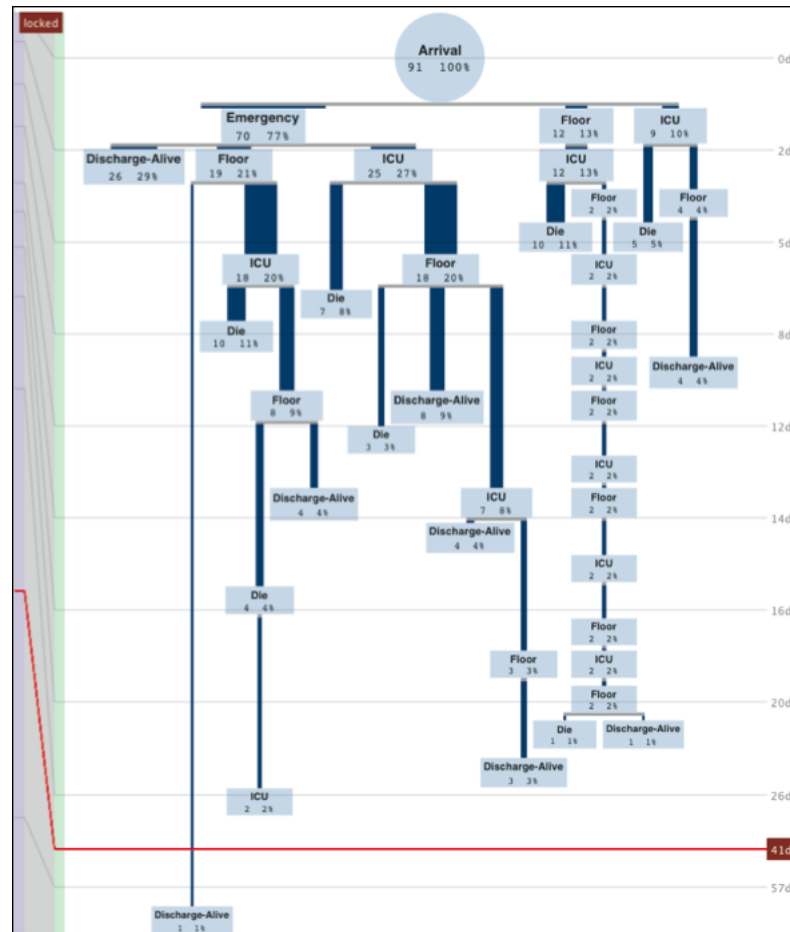 locked
Arrival
91 100%
0d
Emergency
70 77%
Floor
12 13%
ICU
9 10%
2d
Discharge-Alive
26 29%
Floor
19 21%
ICU
25 27%
ICU
12 13%
Floor
2 2%
Floor
4 4%
Die
10 11%
Die
5 5%
5d
ICU
18 20%
Floor
18 20%
ICU
2 2%
Die
7 8%
Die
10 11%
Floor
2 2%
8d
ICU
2 2%
Discharge-Alive
4 4%
Floor
8 9%
Discharge-Alive
8 9%
Floor
2 2%
Die
3 3%
12d
ICU
2 2%
Discharge-Alive
4 4%
ICU
7 8%
Floor
2 2%
14d
Discharge-Alive
4 4%
ICU
2 2%
Die
4 4%
16d
Floor
2 2%
Floor
3 3%
ICU
2 2%
Floor
2 2%
20d
Die
1 1%
Discharge-Alive
1 1%
Discharge-Alive
3 3%
ICU
2 2%
26d
41d
57d
Discharge-Alive
1 1%